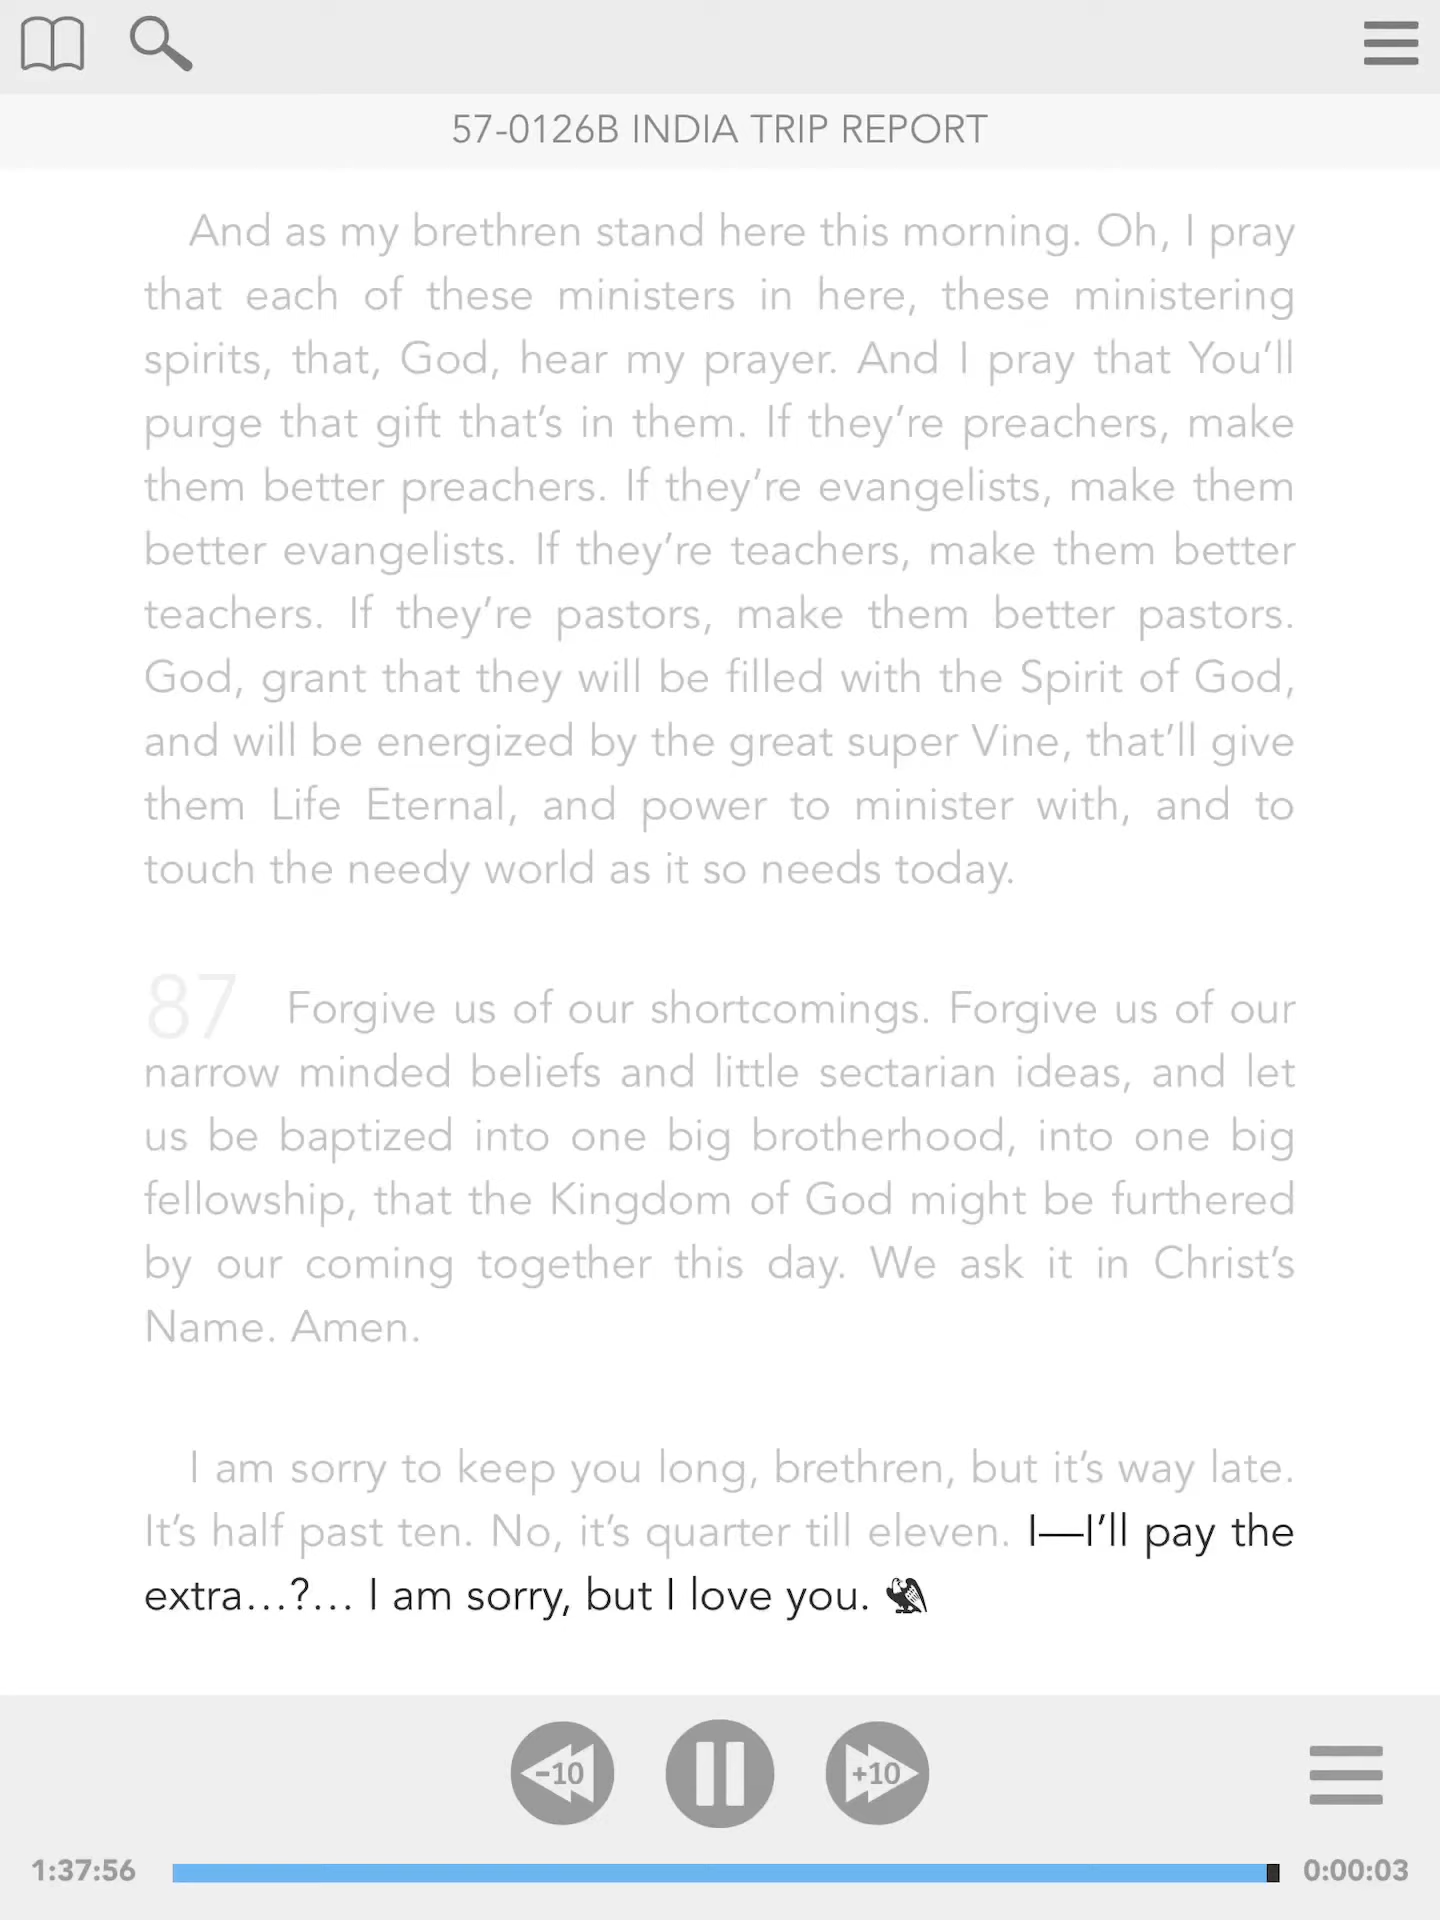 57-0126B INDIA TRIP REPORT
And as my brethren stand here this morning. Oh, I pray
that each of these ministers in here, these ministering
spirits, that, God, hear my prayer. And I pray that You’ll
purge that gift that’s in them. If they’re preachers, make
them better preachers. If they’re evangelists, make them
better evangelists. If they’re teachers, make them better
teachers. If they’re pastors, make them better pastors.
God, grant that they will be filled with the Spirit of God,
and will be energized by the great super Vine, that’ll give
them Life Eternal, and power to minister with, and to
touch the needy world as it so needs today.
87 Forgive us of our shortcomings. Forgive us of our
narrow minded beliefs and little sectarian ideas, and let
us be baptized into one big brotherhood, into one big
fellowship, that the Kingdom of God might be furthered
by our coming together this day. We ask it in Christ’s
Name. Amen.
I am sorry to keep you long, brethren, but it’s way late.
It’s half past ten. No, it’s quarter till eleven. I—I’ll pay the
extra…?… I am sorry, but I love you.
-10 +10
1:37:56 0:00:03